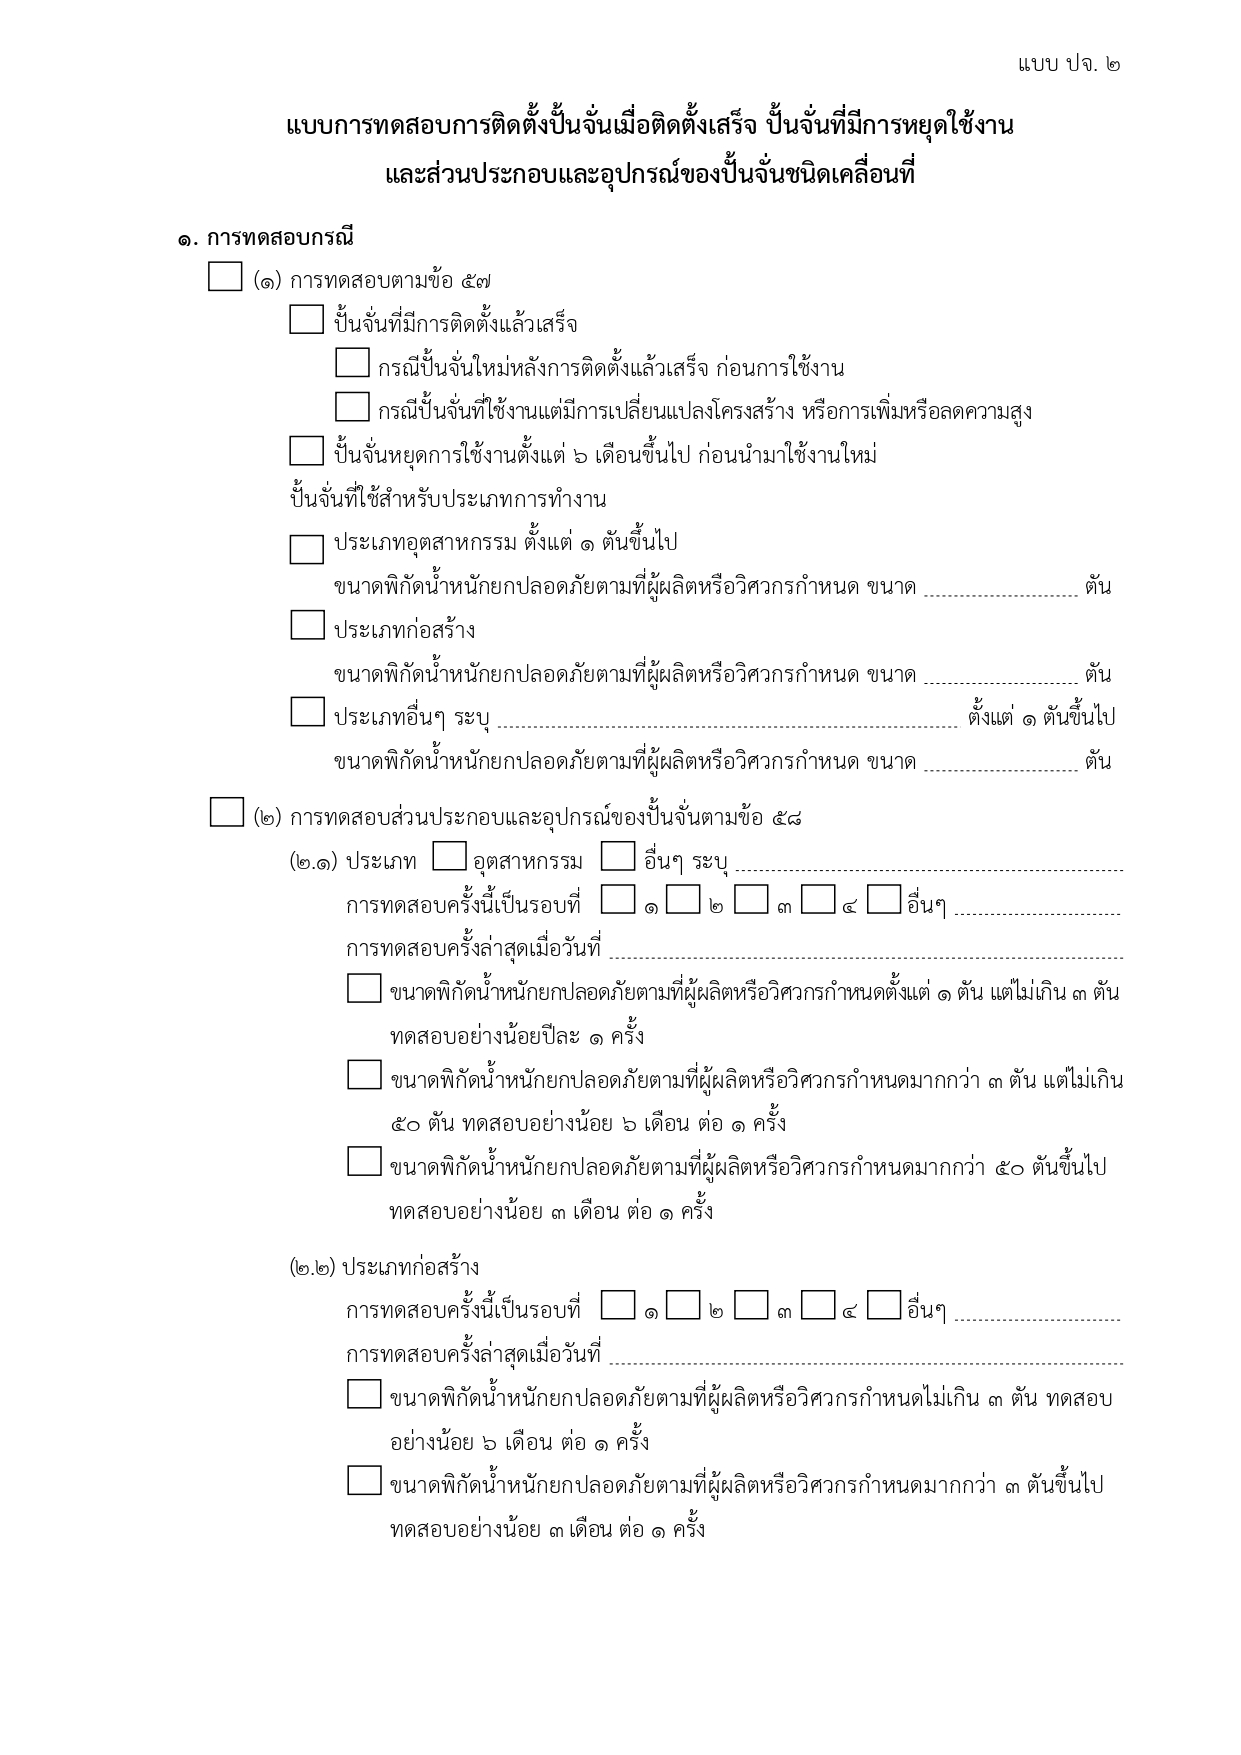 แบบ ปจ. ๒
แบบการทดสอบการติดตั้งปั้นจั่นเมื่อติดตั้งเสร็จ ปั้นจั่นที่มีการหยุดใช้งาน
และส่วนประกอบและอุปกรณ์ของปั้นจั่นชนิดเคลื่อนที่
๑. การทดสอบกรณี
(๑) การทดสอบตามข้อ ๕๗
ปั้นจั่นที่มีการติดตั้งแล้วเสร็จ
กรณีปั้นจั่นใหม่หลังการติดตั้งแล้วเสร็จ ก่อนการใช้งาน
กรณีปั้นจั่นที่ใช้งานแต่มีการเปลี่ยนแปลงโครงสร้าง หรือการเพิ่มหรือลดความสูง
ปั้นจั่นหยุดการใช้งานตั้งแต่ ๖ เดือนขึ้นไป ก่อนนำมาใช้งานใหม่
ปั้นจั่นที่ใช้สำหรับประเภทการทำงาน
ประเภทอุตสาหกรรม ตั้งแต่ ๑ ตันขึ้นไป
ขนาดพิกัดน้ำหนักยกปลอดภัยตามที่ผู้ผลิตหรือวิศวกรกำหนด ขนาด ตัน
ประเภทก่อสร้าง
ขนาดพิกัดน้ำหนักยกปลอดภัยตามที่ผู้ผลิตหรือวิศวกรกำหนด ขนาด ตัน
ประเภทอื่นๆ ระบุ ตั้งแต่ ๑ ตันขึ้นไป
ขนาดพิกัดน้ำหนักยกปลอดภัยตามที่ผู้ผลิตหรือวิศวกรกำหนด ขนาด ตัน
(๒) การทดสอบส่วนประกอบและอุปกรณ์ของปั้นจั่นตามข้อ ๕๘
(๒.๑) ประเภท อุตสาหกรรม อื่นๆ ระบุ
การทดสอบครั้งนี้เป็นรอบที่ ๑ ๒ ๓ ๔ อื่นๆ
การทดสอบครั้งล่าสุดเมื่อวันที่
ขนาดพิกัดน้ำหนักยกปลอดภัยตามที่ผู้ผลิตหรือวิศวกรกำหนดตั้งแต่ ๑ ตัน แต่ไม่เกิน ๓ ตัน
ทดสอบอย่างน้อยปีละ ๑ ครั้ง
ขนาดพิกัดน้ำหนักยกปลอดภัยตามที่ผู้ผลิตหรือวิศวกรกำหนดมากกว่า ๓ ตัน แต่ไม่เกิน
๕๐ ตัน ทดสอบอย่างน้อย ๖ เดือน ต่อ ๑ ครั้ง
ขนาดพิกัดน้ำหนักยกปลอดภัยตามที่ผู้ผลิตหรือวิศวกรกำหนดมากกว่า ๕๐ ตันขึ้นไป
ทดสอบอย่างน้อย ๓ เดือน ต่อ ๑ ครั้ง
(๒.๒) ประเภทก่อสร้าง
การทดสอบครั้งนี้เป็นรอบที่ ๑ ๒ ๓ ๔ อื่นๆ
การทดสอบครั้งล่าสุดเมื่อวันที่
ขนาดพิกัดน้ำหนักยกปลอดภัยตามที่ผู้ผลิตหรือวิศวกรกำหนดไม่เกิน ๓ ตัน ทดสอบ
อย่างน้อย ๖ เดือน ต่อ ๑ ครั้ง
ขนาดพิกัดน้ำหนักยกปลอดภัยตามที่ผู้ผลิตหรือวิศวกรกำหนดมากกว่า ๓ ตันขึ้นไป
ทดสอบอย่างน้อย ๓ เดือน ต่อ ๑ ครั้ง